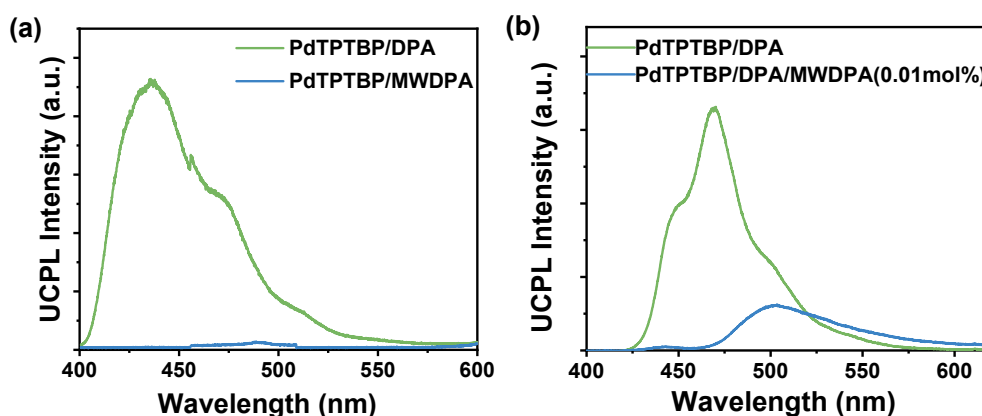 (a)
PdTPTBP/DPA
PdTPTBP/MWDPA
UCPL Intensity (a.u.)
400 450 500 550 600
Wavelength (nm)
(b)
PdTPTBP/DPA
PdTPTBP/DPA/MWDPA(0.01mol%)
UCPL Intensity (a.u.)
400 450 500 550 600
Wavelength (nm)